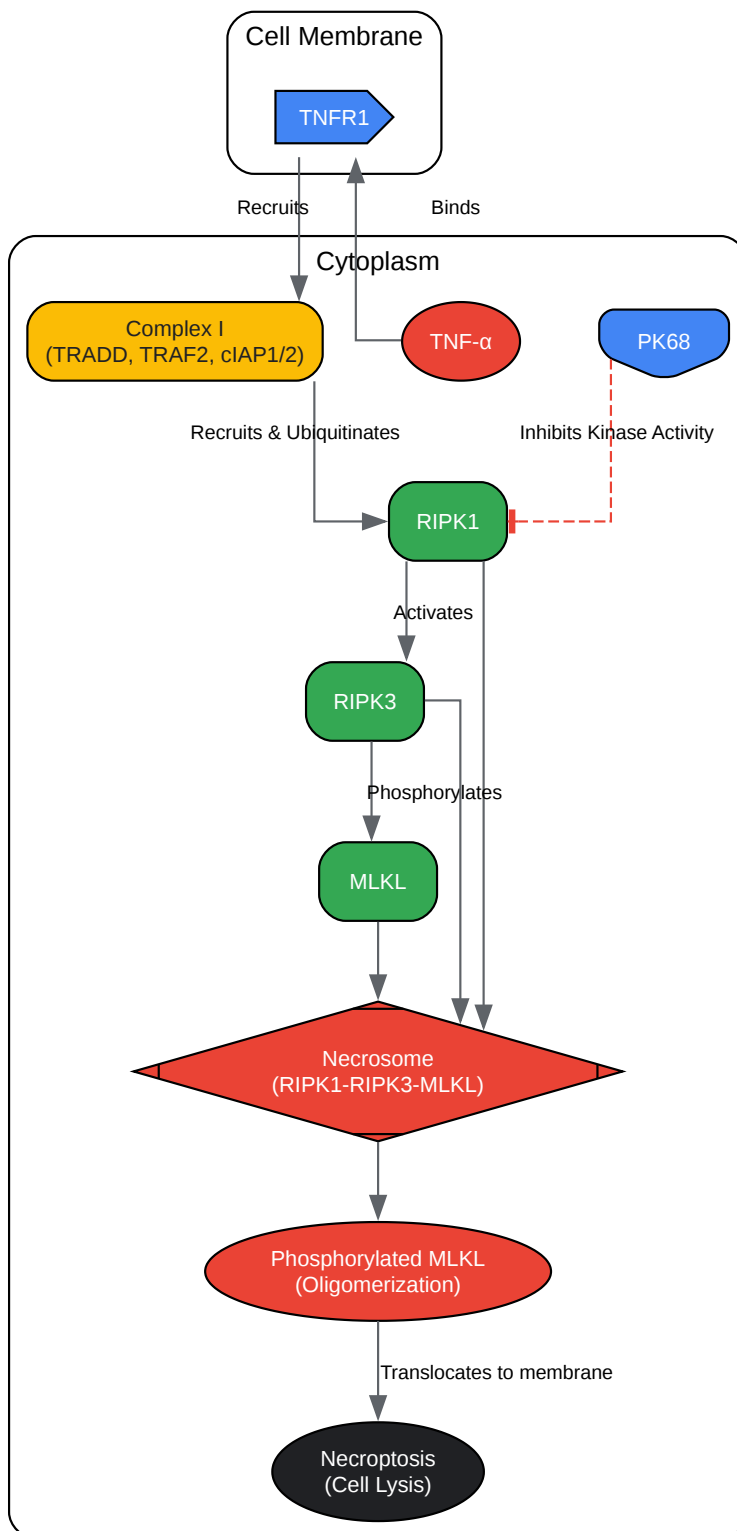 Cell Membrane
TNFR1
Recruits
Binds
Cytoplasm
Complex I
(TRADD, TRAF2, cIAP1/2)
TNF-α
PK68
Recruits & Ubiquitinates
Inhibits Kinase Activity
RIPK1
Activates
RIPK3
Phosphorylates
MLKL
Necrosome
(RIPK1-RIPK3-MLKL)
Phosphorylated MLKL
(Oligomerization)
Translocates to membrane
Necroptosis
(Cell Lysis)